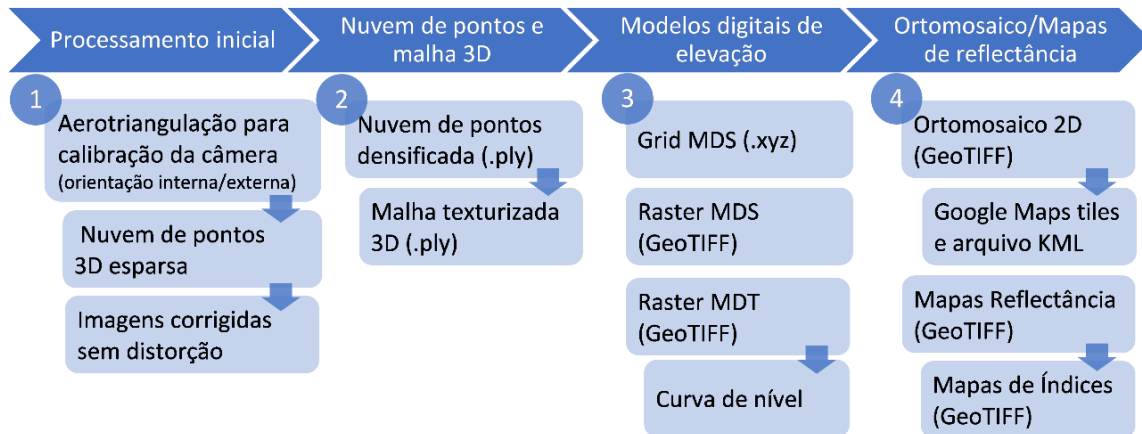 Processamento inicial
Nuvem de pontos e
malha 3D
Modelos digitais de
elevação
Ortomosaico/Mapas
de reflectância
1
Aerotriangulação para
calibração da câmera
(orientação interna/externa)
Nuvem de pontos
3D esparsa
Imagens corrigidas
sem distorção
2
Nuvem de pontos
densificada (.ply)
Malha texturizada
3D (.ply)
3
Grid MDS (.xyz)
Raster MDS
(GeoTIFF)
Raster MDT
(GeoTIFF)
Curva de nível
4
Ortomosaico 2D
(GeoTIFF)
Google Maps tiles
e arquivo KML
Mapas Reflectância
(GeoTIFF)
Mapas de Índices
(GeoTIFF)